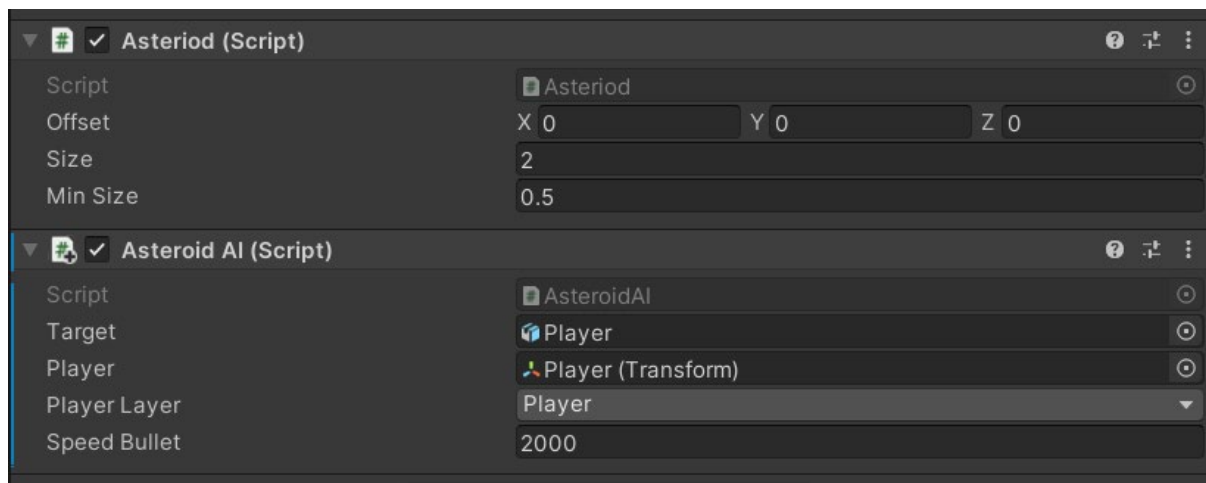 Asteriod (Script)
Script Asteriod
Offset X 0 Y 0 Z 0
Size 2
Min Size 0.5
Asteroid AI (Script)
Script AsteroidAI
Target Player
Player Player (Transform)
Player Layer Player
Speed Bullet 2000